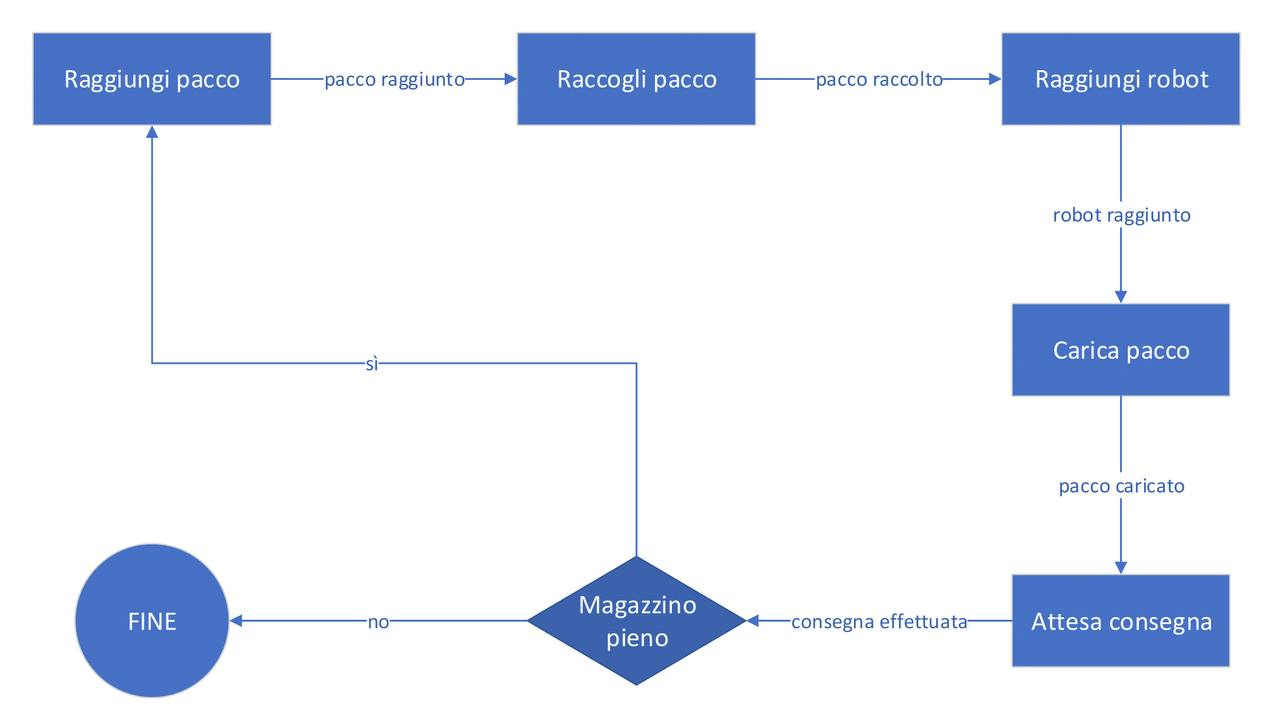 Raggiungi pacco
pacco raggiunto
Raccogli pacco
pacco raccolto
Raggiungi robot
robot raggiunto
Carica pacco
sì
pacco caricato
FINE
no
Magazzino
pieno
consegna effettuata
Attesa consegna